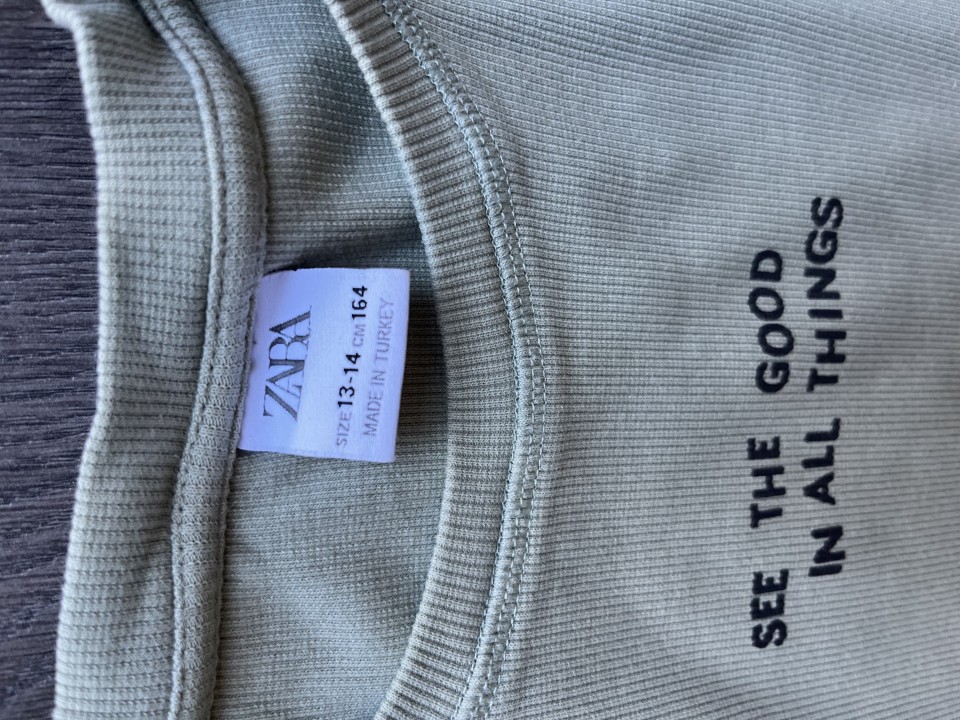 ZARA
SIZE 13-14 CM 164
MADE IN TURKEY
SEE THE GOOD
IN ALL THINGS